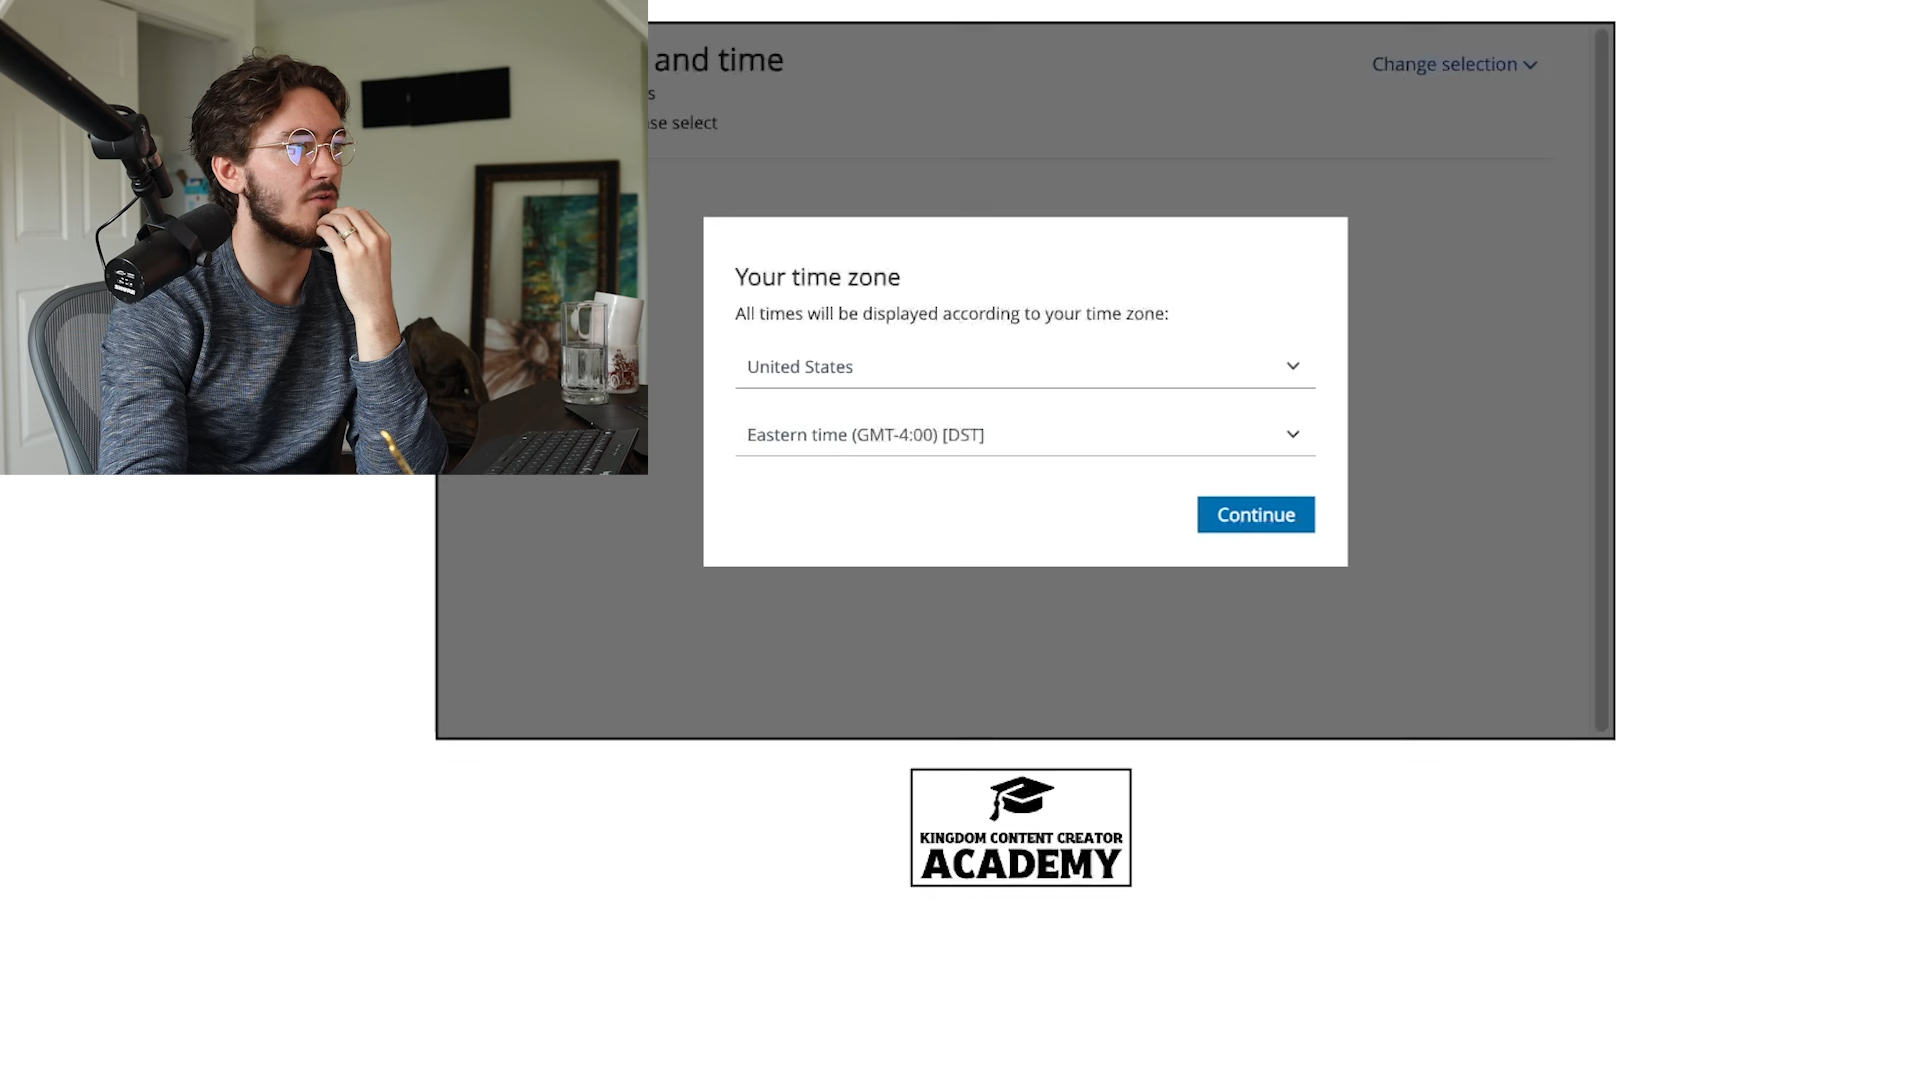 and time
Change selection
s
se select
Your time zone
All times will be displayed according to your time zone:
United States
Eastern time (GMT-4:00) [DST]
Continue
SHURE
KINGDOM CONTENT CREATOR
ACADEMY